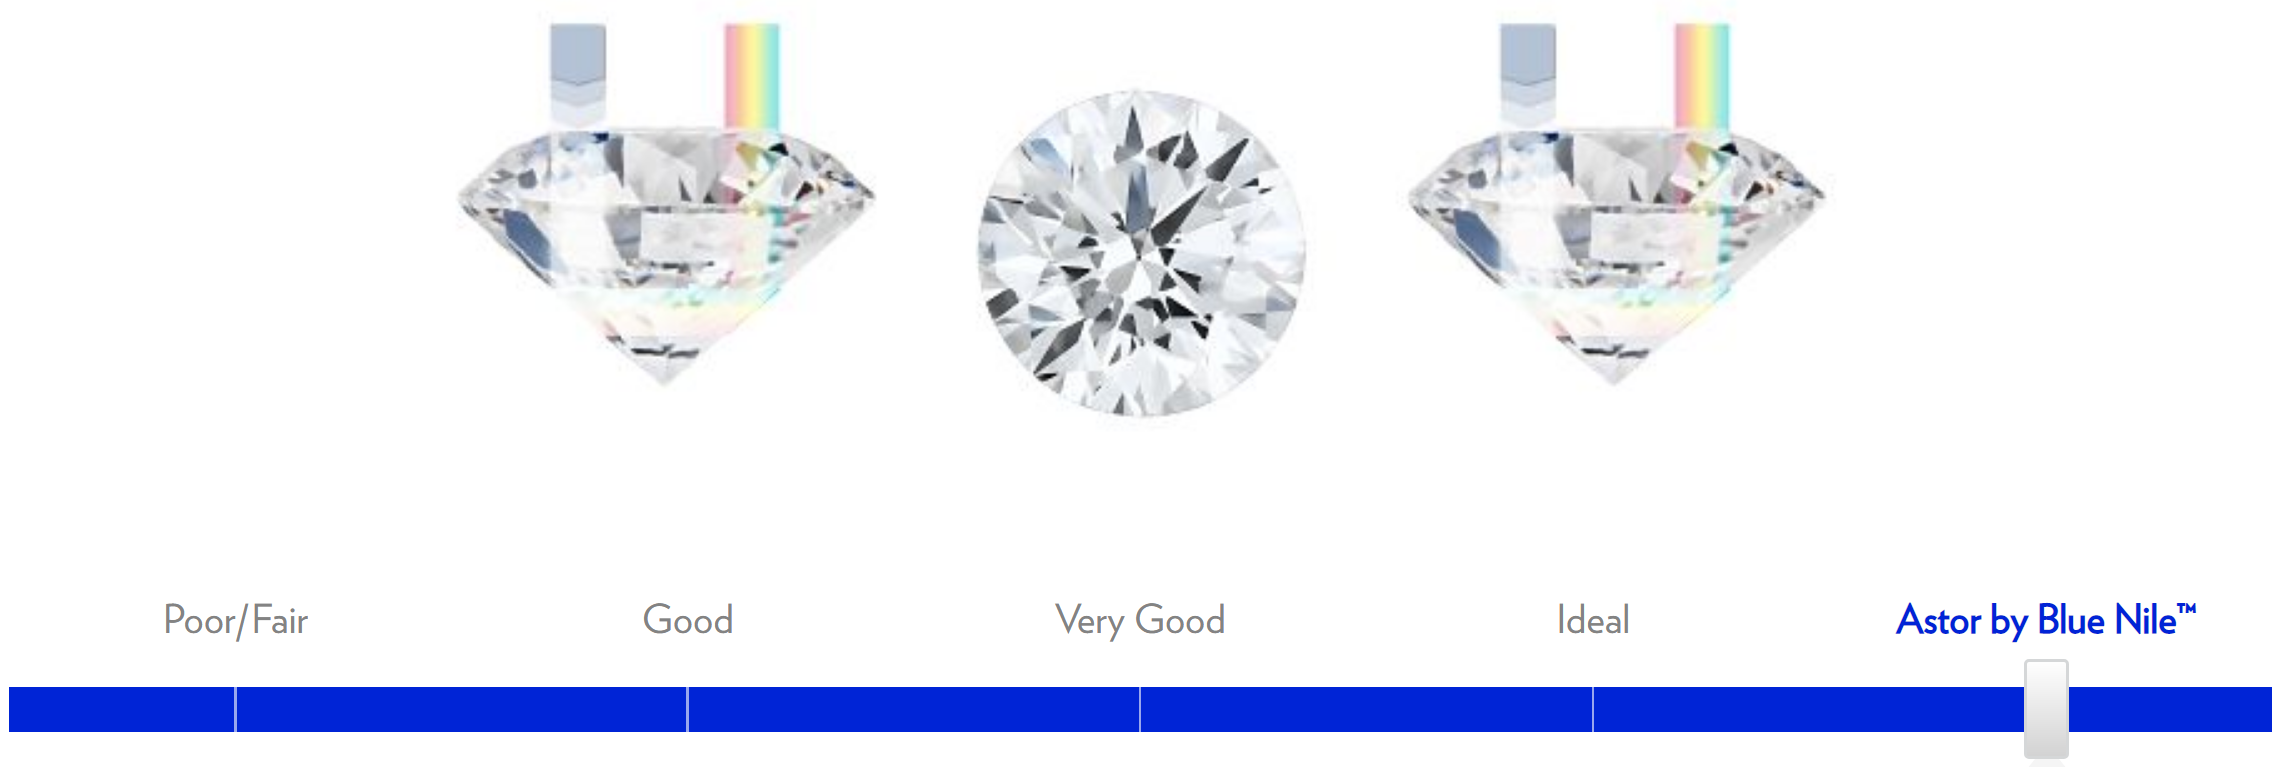 Poor/Fair
Good
Very Good
Ideal
Astor by Blue Nile™